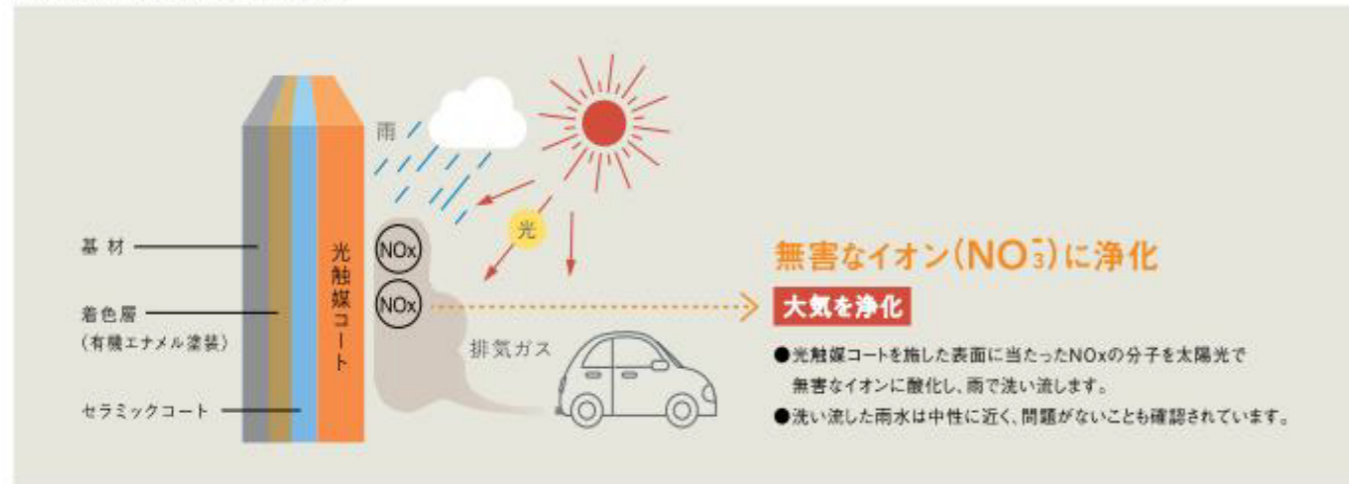 雨
光
基材
光触媒コート
NOx
NOx
着色層
(有機エナメル塗装)
排気ガス
セラミックコート
無害なイオン(NO₃⁻)に浄化
大気を浄化
●光触媒コートを施した表面に当たったNOxの分子を太陽光で
無害なイオンに酸化し、雨で洗い流します。
●洗い流した雨水は中性に近く、問題がないことも確認されています。